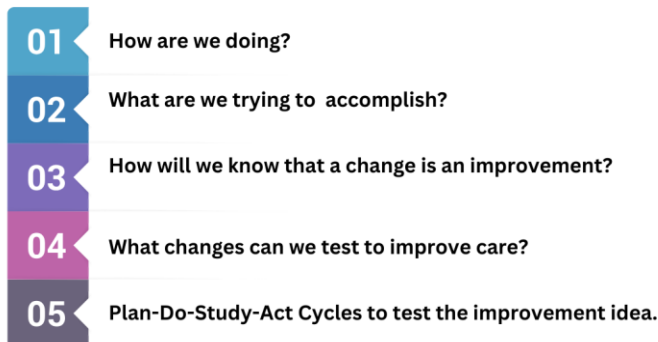 01 How are we doing?
02 What are we trying to  accomplish?
03 How will we know that a change is an improvement?
04 What changes can we test to improve care?
05 Plan-Do-Study-Act Cycles to test the improvement idea.